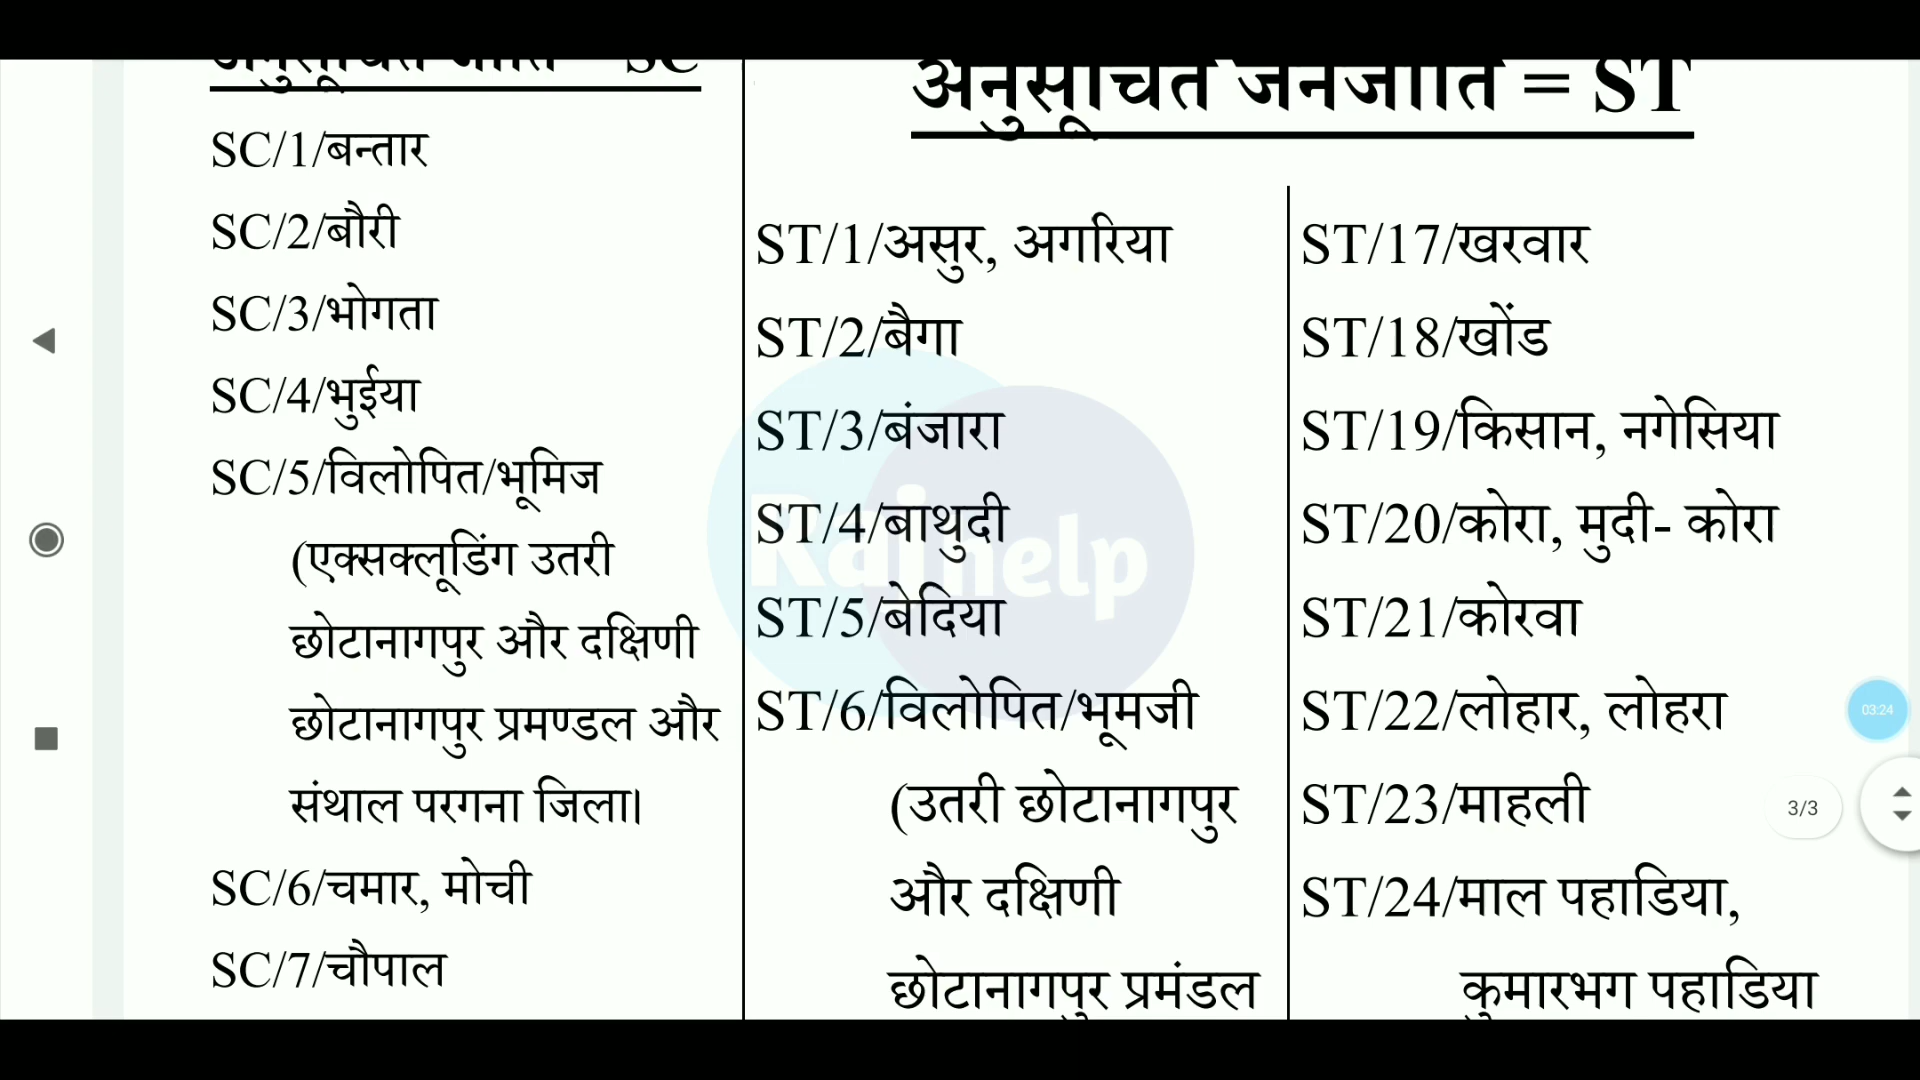 अनुसूचित जाति = SC
SC/1/बन्तार
SC/2/बौरी
SC/3/भोगता
SC/4/भुईया
SC/5/विलोपित/भूमिज
(एक्सक्लूडिंग उतरी
छोटानागपुर और दक्षिणी
छोटानागपुर प्रमण्डल और
संथाल परगना जिला।
SC/6/चमार, मोची
SC/7/चौपाल
अनुसूचित जनजाति = ST
ST/1/असुर, अगरिया
ST/2/बैगा
ST/3/बंजारा
ST/4/बाथुदी
ST/5/बेदिया
ST/6/विलोपित/भूमजी
(उतरी छोटानागपुर
और दक्षिणी
छोटानागपुर प्रमंडल
ST/17/खरवार
ST/18/खोंड
ST/19/किसान, नगेसिया
ST/20/कोरा, मुदी- कोरा
ST/21/कोरवा
ST/22/लोहार, लोहरा
ST/23/माहली
ST/24/माल पहाडिया,
कुमारभग पहाडिया
03:24
3/3